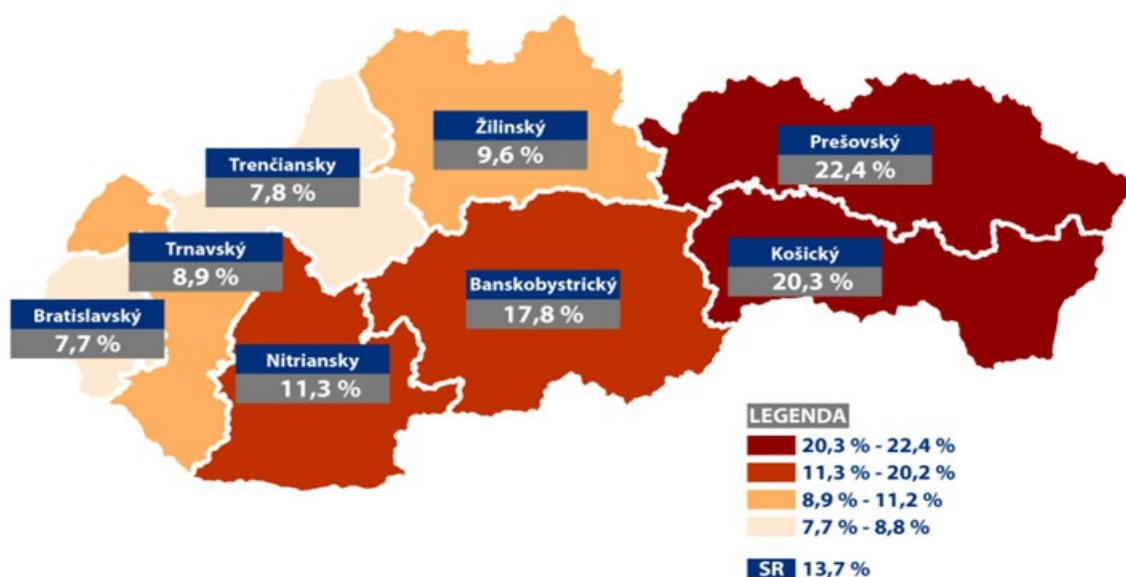 Žilinský
9,6 %
Prešovský
22,4 %
Trenčiansky
7,8 %
Trnavský
8,9 %
Košický
20,3 %
Banskobystrický
17,8 %
Bratislavský
7,7 %
Nitriansky
11,3 %
LEGENDA
20,3 % - 22,4 %
11,3 % - 20,2 %
8,9 % - 11,2 %
7,7 % - 8,8 %
SR 13,7 %